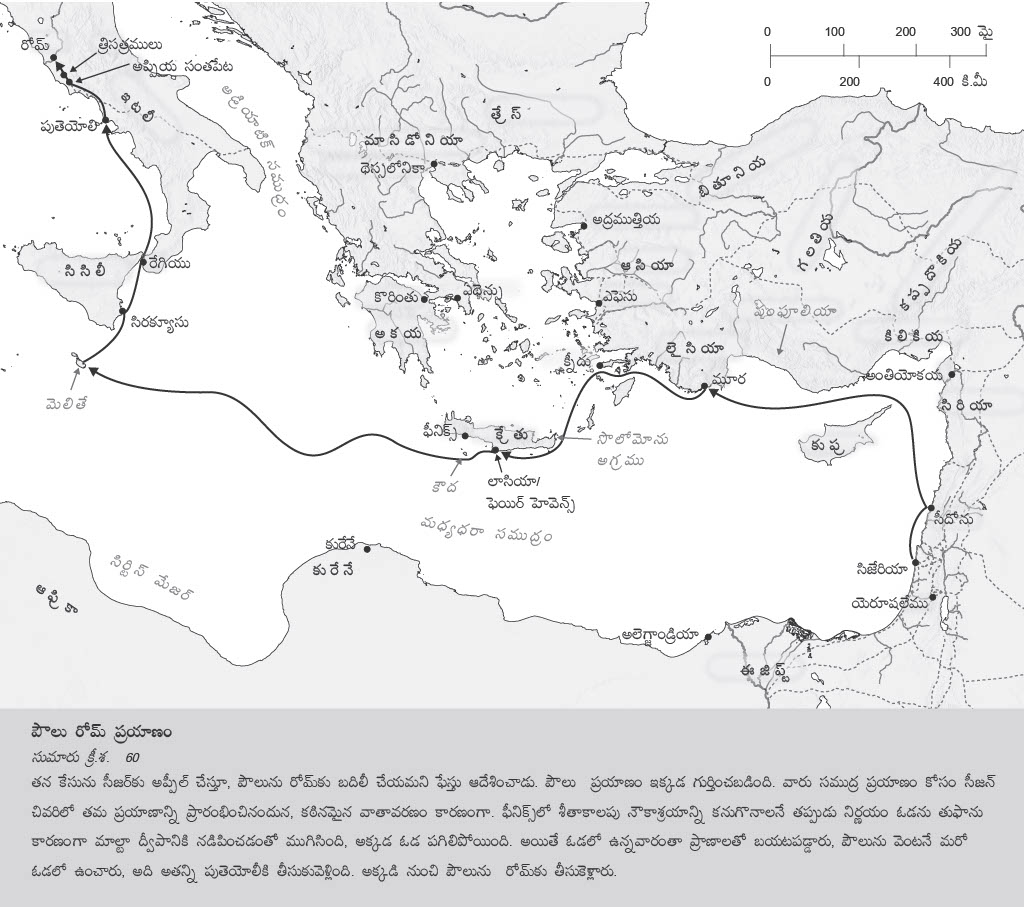 0 100 200 300 మై
0 200 400 కి.మీ
రోమ్
త్రిసత్రములు
అప్పియ సంతపేట
ఇటలీ
పుతెయోలి
అడ్రియాటిక్ సముద్రం
త్రేస్
మాసిడోనియా
థెస్సలోనికా
బితూనియ
అద్రముత్తియ
గలతియ
ఆసియా
కప్పదొకియ
రేగియు
సిసిలీ
సిరక్యూసు
కొరింతు
ఏథెన్సు
ఎఫెసు
అకయ
పంఫూలియా
కిలికియ
లైసియా
క్నీదు
మూర
అంతియోకయ
మెలితే
సిరియా
ఫీనిక్స్
క్రేతు
సాలోమోను
అగ్రము
కుప్ర
కౌద
లాసియా/
ఫెయిర్ హెవెన్స్
మధ్యధరా సముద్రం
సీదోను
కురేనే
కురేనే
సిర్టిస్ మేజర్
సిజేరియా
ఆఫ్రికా
యెరూషలేము
అలెగ్జాండ్రియా
ఈజిప్ట్
పౌలు రోమ్ ప్రయాణం
సుమారు క్రీ.శ. 60
తన కేసును సీజర్‌కు అప్పీల్ చేస్తూ, పౌలును రోమ్‌కు బదిలీ చేయమని ఫేస్తు ఆదేశించాడు. పౌలు ప్రయాణం ఇక్కడ గుర్తించబడింది. వారు సముద్ర ప్రయాణం కోసం సీజన్
చివరిలో తమ ప్రయాణాన్ని ప్రారంభించినందున, కఠినమైన వాతావరణం కారణంగా. ఫీనిక్స్‌లో శీతాకాలపు నౌకాశ్రయాన్ని కనుగొనాలనే తప్పుడు నిర్ణయం ఓడను తుఫాను
కారణంగా మాల్టా ద్వీపానికి నడిపించడంతో ముగిసింది, అక్కడ ఓడ పగిలిపోయింది. అయితే ఓడలో ఉన్నవారంతా ప్రాణాలతో బయటపడ్డారు, పౌలును వెంటనే మరో
ఓడలో ఉంచారు, అది అతన్ని పుతెయోలీకి తీసుకువెళ్లింది. అక్కడి నుంచి పౌలును రోమ్‌కు తీసుకెళ్లారు.